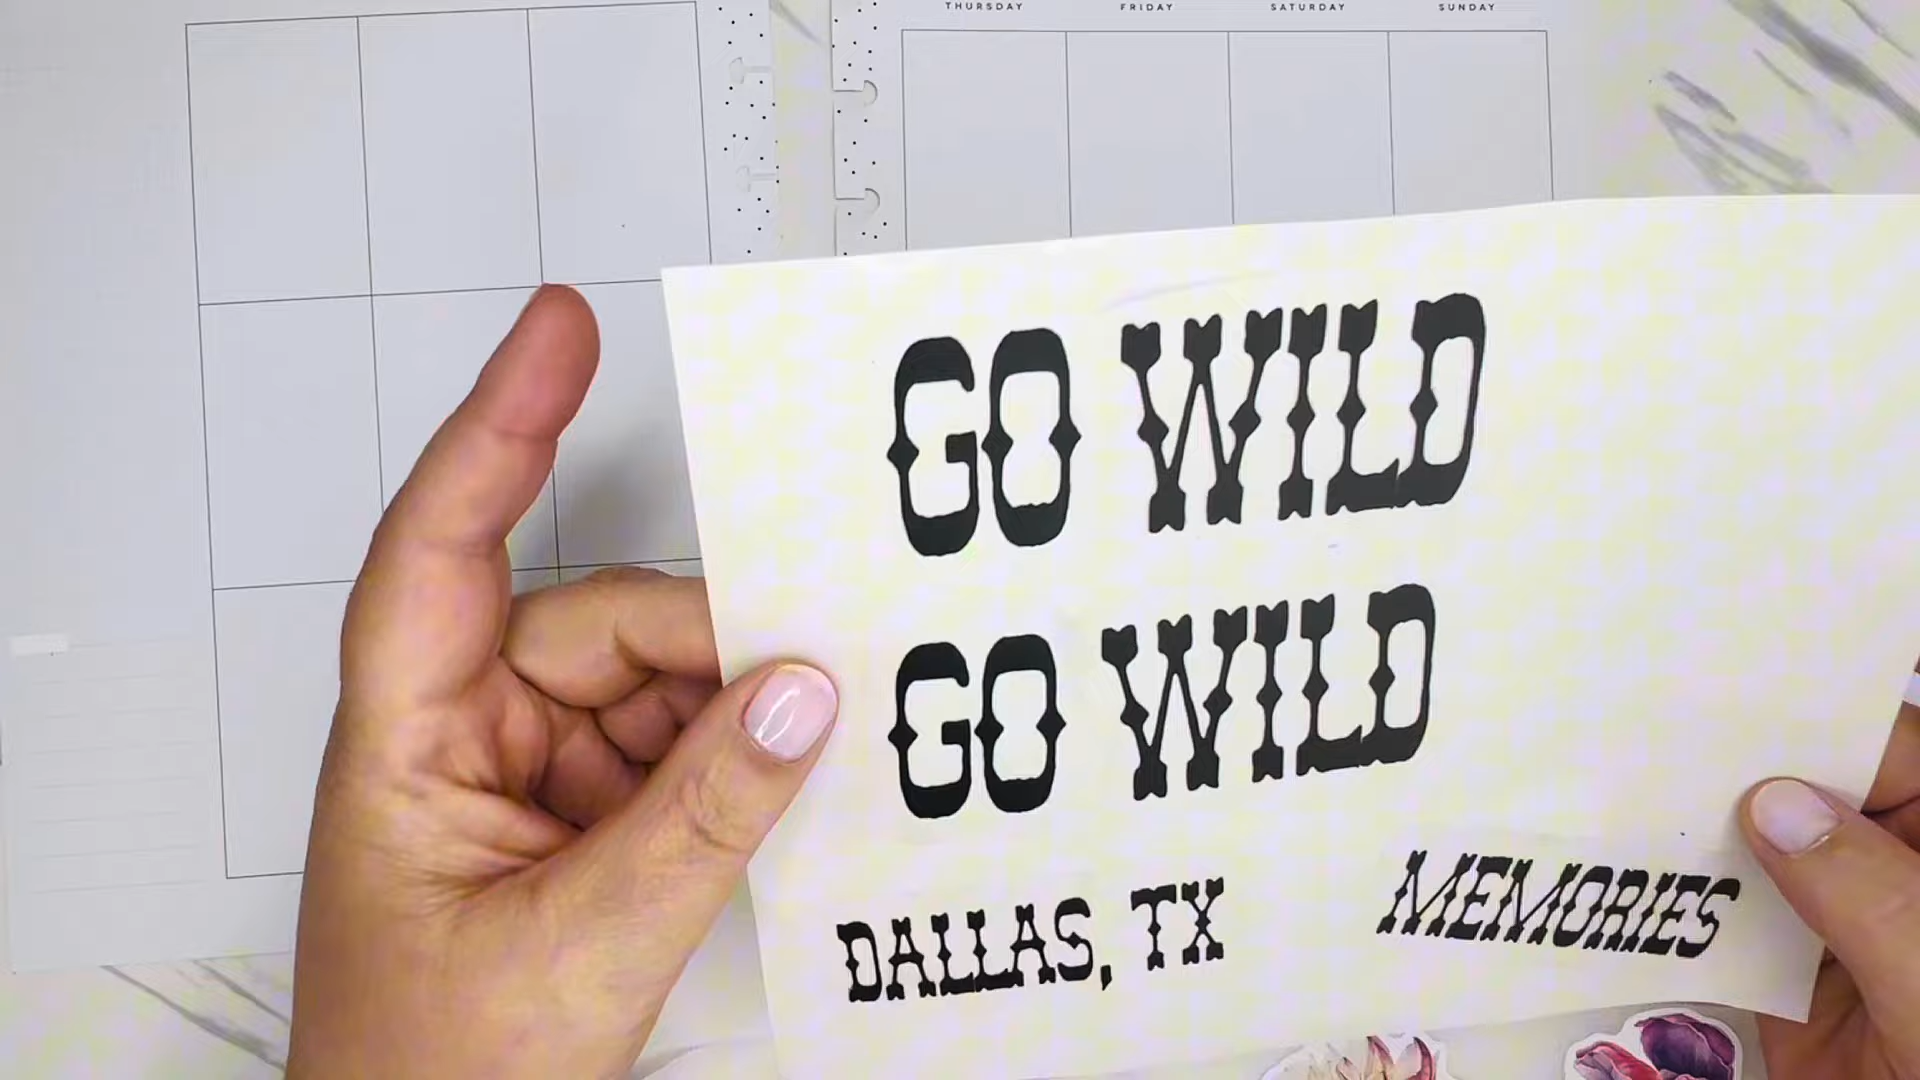 THURSDAY FRIDAY SATURDAY SUNDAY
GO WILD
GO WILD
DALLAS, TX
MEMORIES